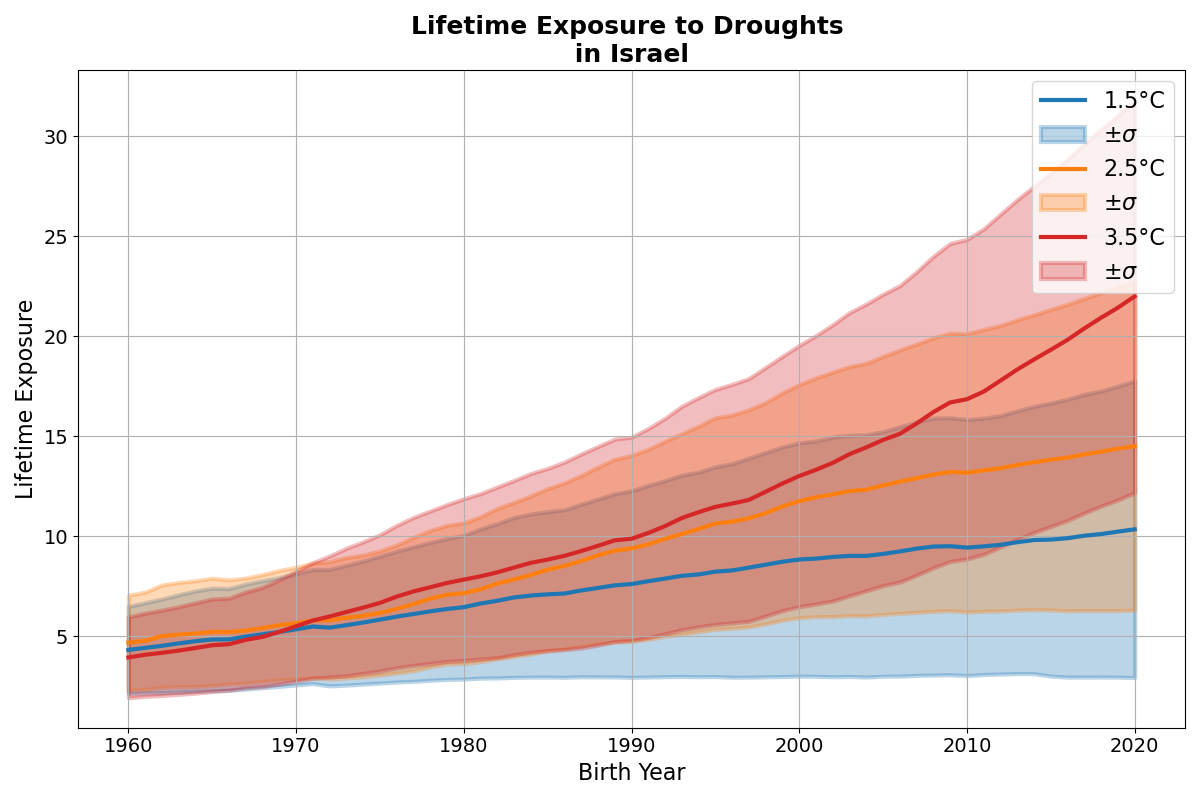 Lifetime Exposure to Droughts
in Israel
Lifetime Exposure
30
25
20
15
10
5
1960
1970
1980
1990
2000
2010
2020
Birth Year
1.5°C
±σ
2.5°C
±σ
3.5°C
±σ